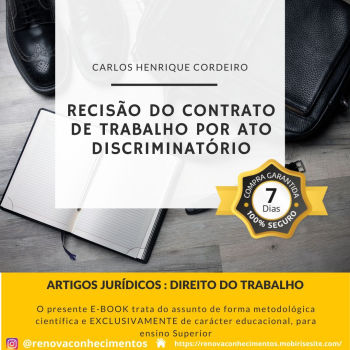 CARLOS HENRIQUE CORDEIRO
RECISÃO DO CONTRATO
DE TRABALHO POR ATO
DISCRIMINATÓRIO
COMPRA GARANTIDA
7
Dias
100% SEGURO
ARTIGOS JURÍDICOS : DIREITO DO TRABALHO
O presente E-BOOK trata do assunto de forma metodológica
científica e EXCLUSIVAMENTE de carácter educacional, para
ensino Superior
@renovaconhecimentos
https://renovaconhecimentos.mobirisesite.com/